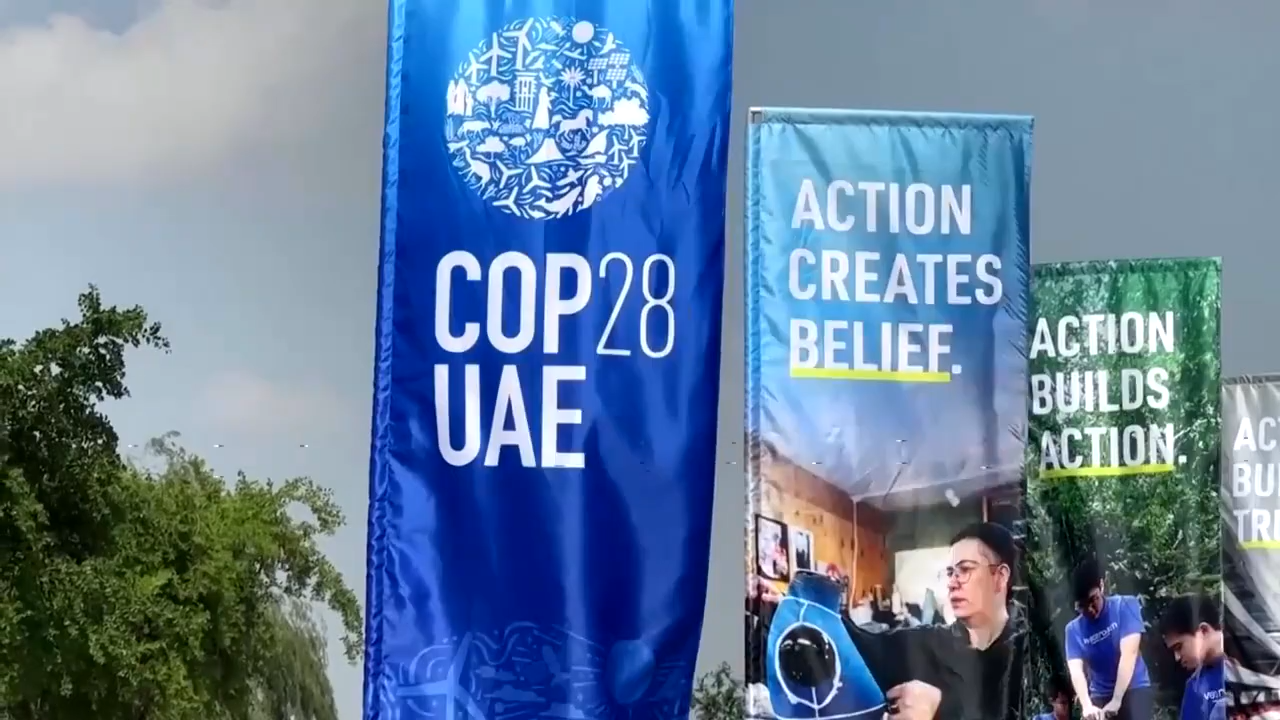 COP28
UAE
ACTION
CREATES
BELIEF.
ACTION
BUILDS
ACTION.